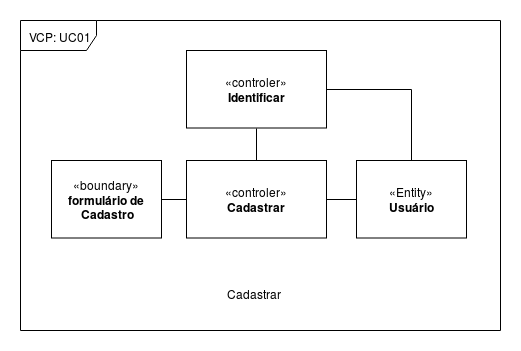 VCP: UC01
«controler»
Identificar
«boundary»
formulário de
Cadastro
«controler»
Cadastrar
«Entity»
Usuário
Cadastrar